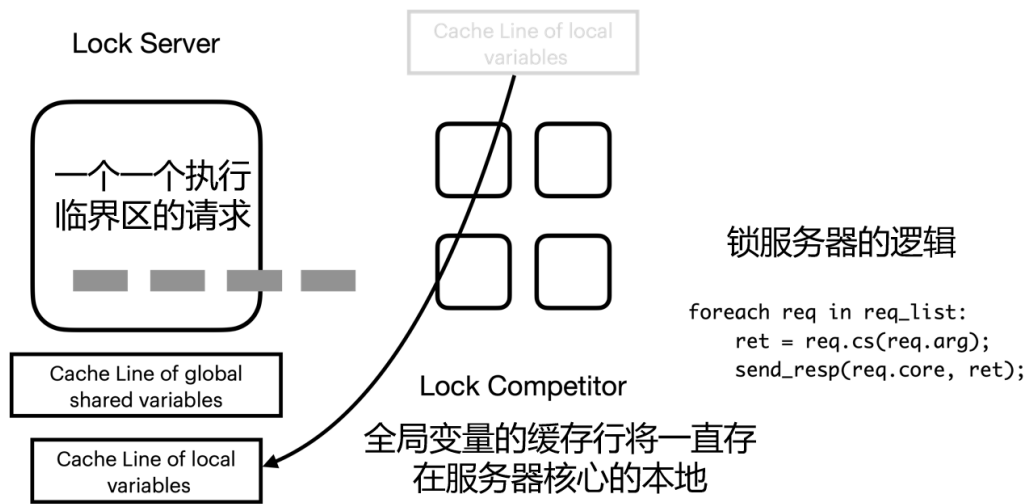 Lock Server
Cache Line of local
variables
一个一个执行
临界区的请求
锁服务器的逻辑
foreach req in req_list:
ret = req.cs(req.arg);
send_resp(req.core, ret);
Cache Line of global
shared variables
Lock Competitor
全局变量的缓存行将一直存
在服务器核心的本地
Cache Line of local
variables